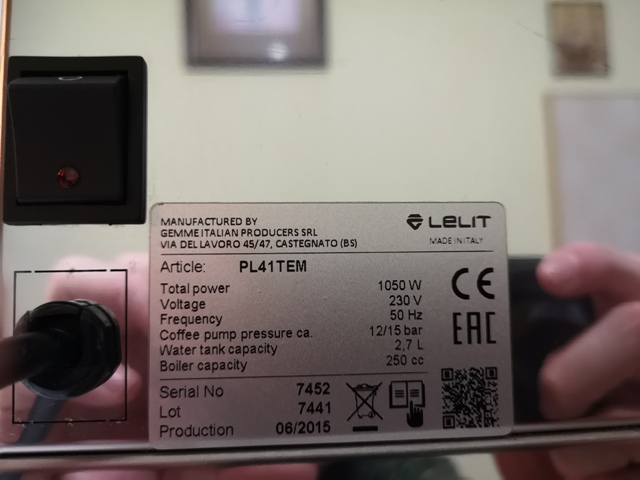 MANUFACTURED BY
GEMME ITALIAN PRODUCERS SRL
VIA DEL LAVORO 45/47, CASTEGNATO (BS)
LELIT
MADE IN ITALY
Article: PL41TEM
Total power 1050 W
Voltage 230 V
Frequency 50 Hz
Coffee pump pressure ca. 12/15 bar
Water tank capacity 2,7 L
Boiler capacity 250 cc
CE
EAC
Serial No 7452
Lot 7441
Production 06/2015